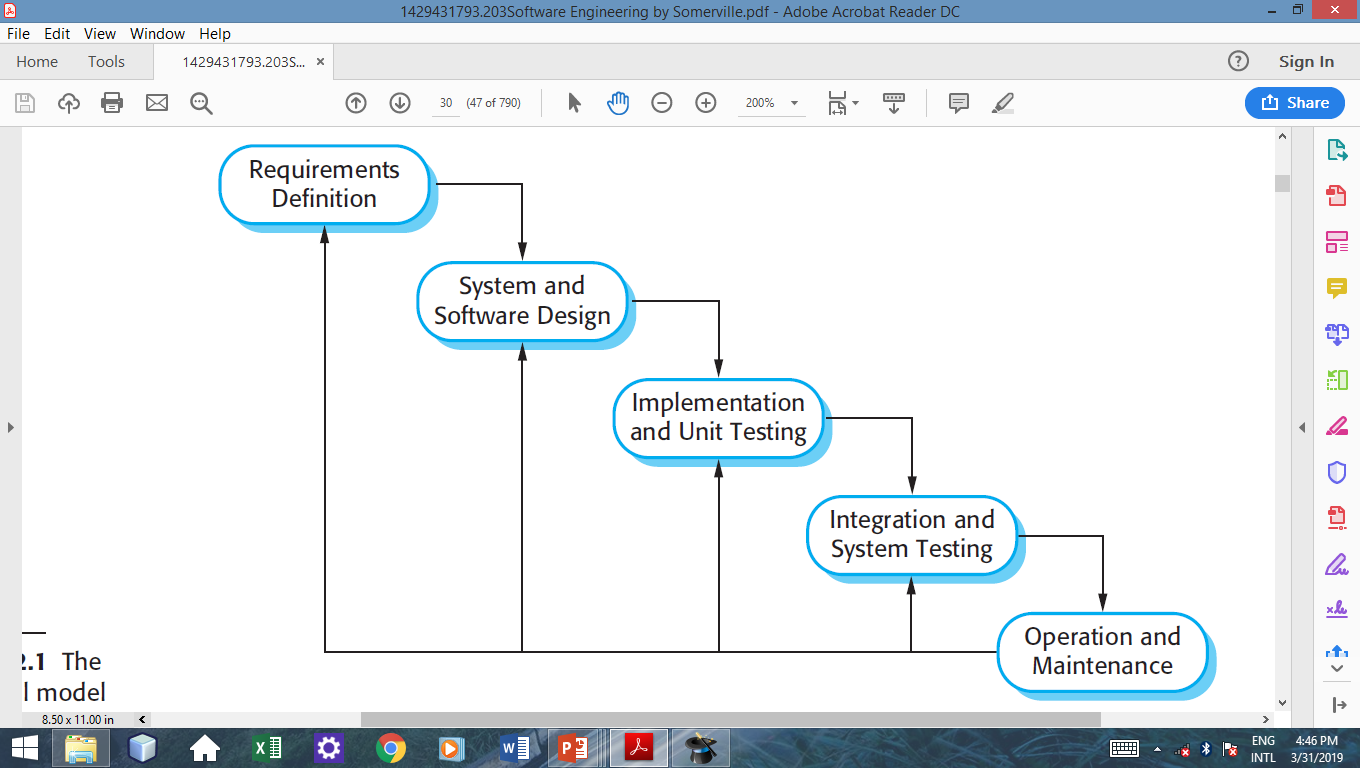 1429431793.203Software Engineering by Somerville.pdf - Adobe Acrobat Reader DC
File Edit View Window Help
Home Tools 1429431793.203S... × ? Sign In
30 (47 of 790) 200% Share
Requirements
Definition
System and
Software Design
Implementation
and Unit Testing
Integration and
System Testing
Operation and
Maintenance
2.1 The
l model
8.50 x 11.00 in
ENG 4:46 PM
INTL 3/31/2019